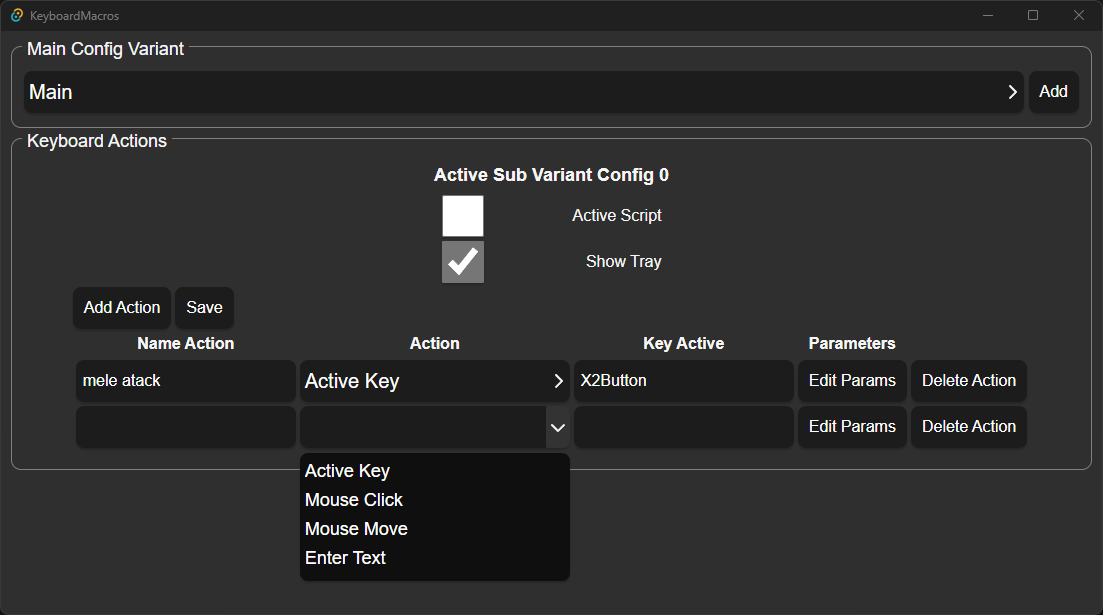 KeyboardMacros
Main Config Variant
Main
Add
Keyboard Actions
Active Sub Variant Config 0
Active Script
Show Tray
Add Action Save
Name Action Action Key Active Parameters
mele atack Active Key X2Button Edit Params Delete Action
Edit Params Delete Action
Active Key
Mouse Click
Mouse Move
Enter Text